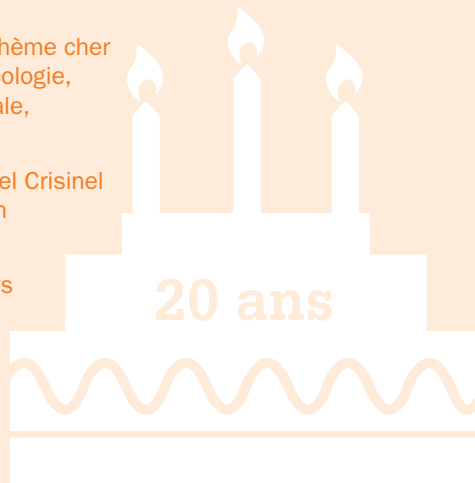 hème cher
ologie,
ale,
el Crisinel
n
s
20 ans